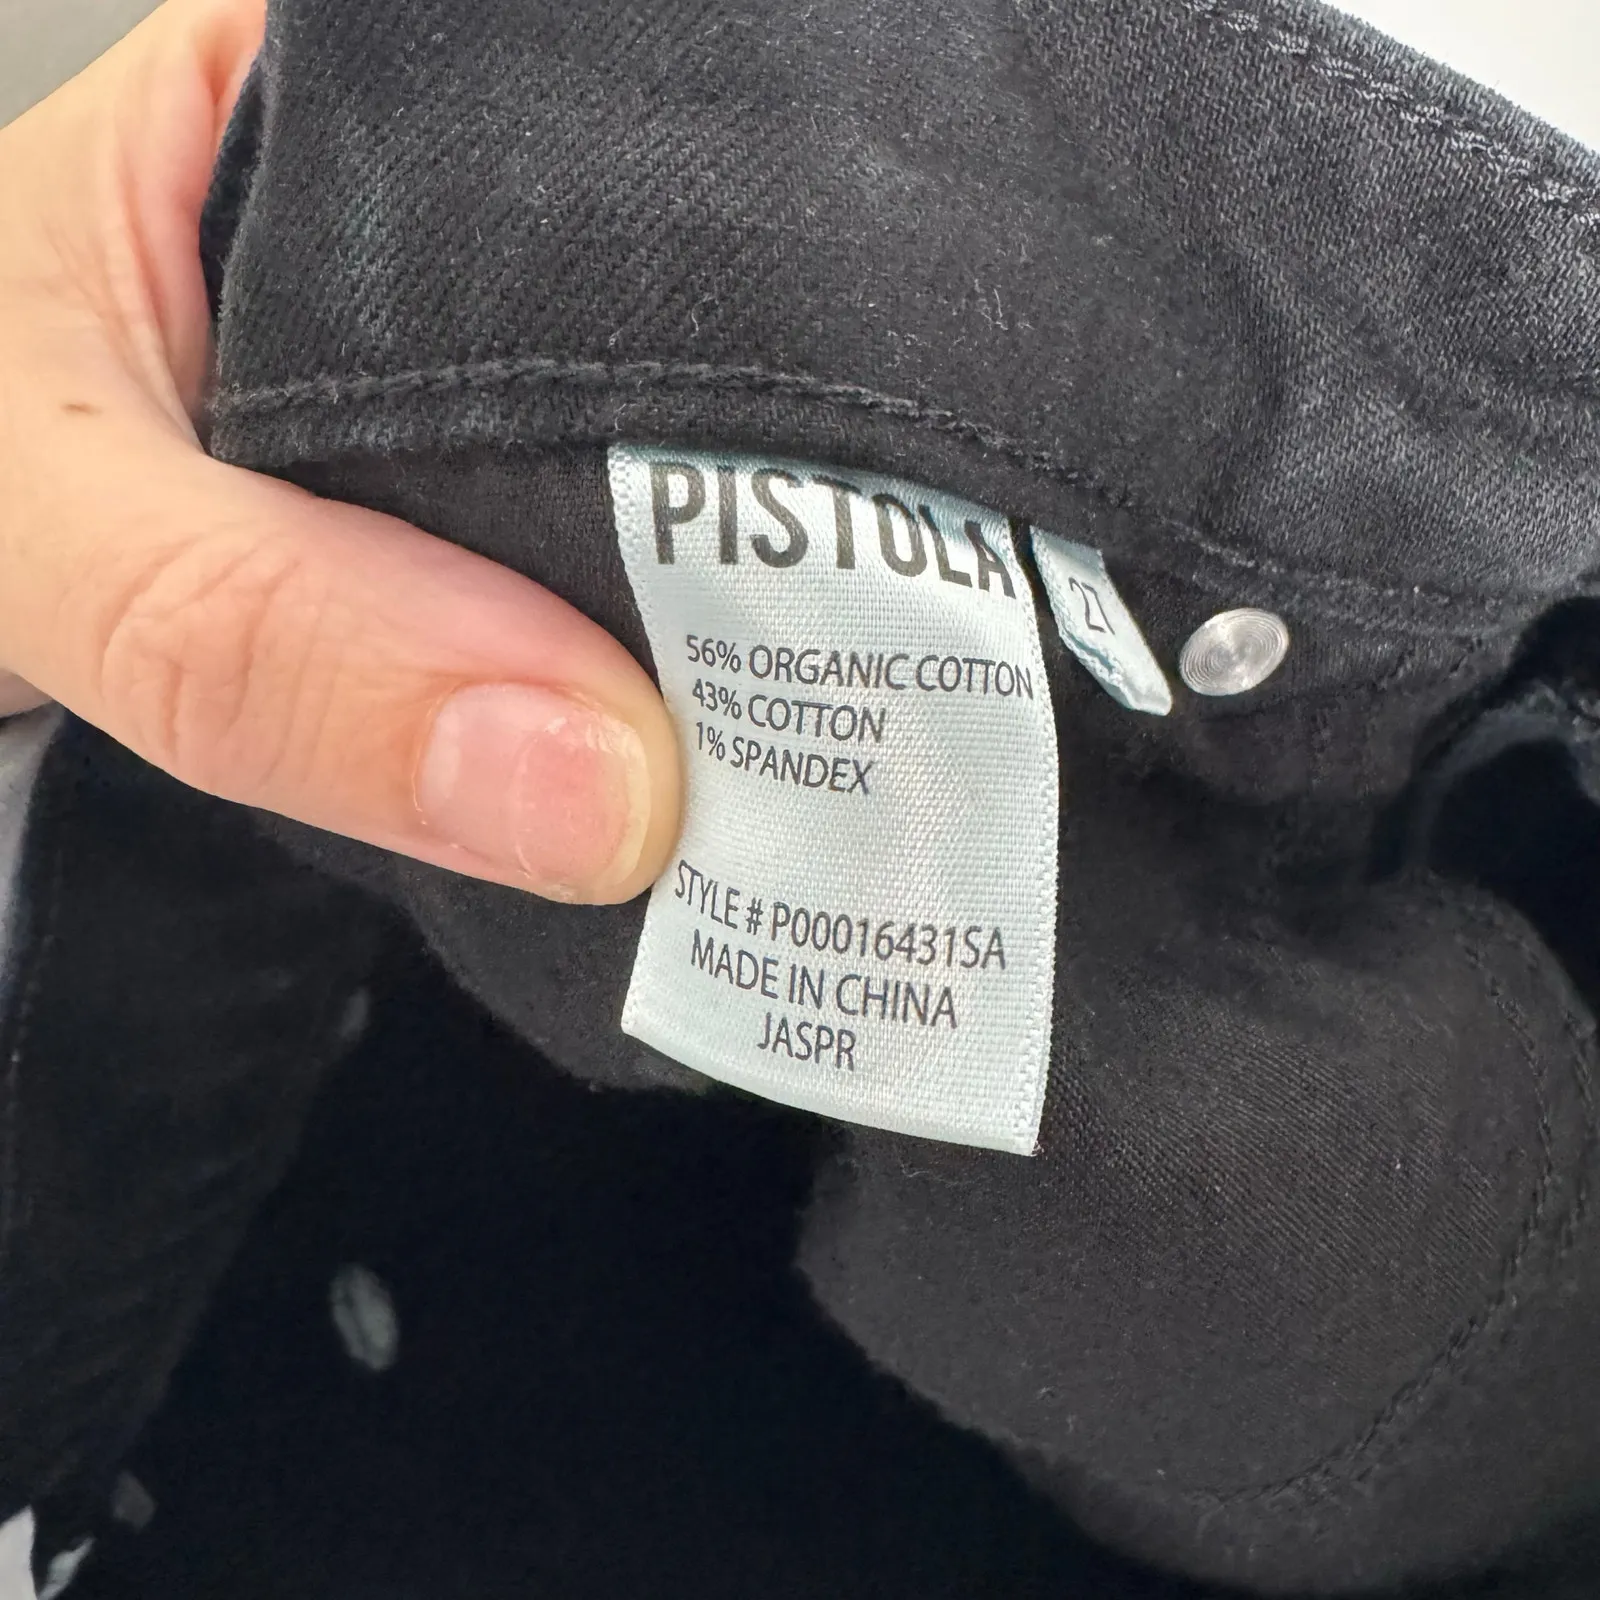 PISTOLA
27
56% ORGANIC COTTON
43% COTTON
1% SPANDEX
STYLE # P00016431SA
MADE IN CHINA
JASPR